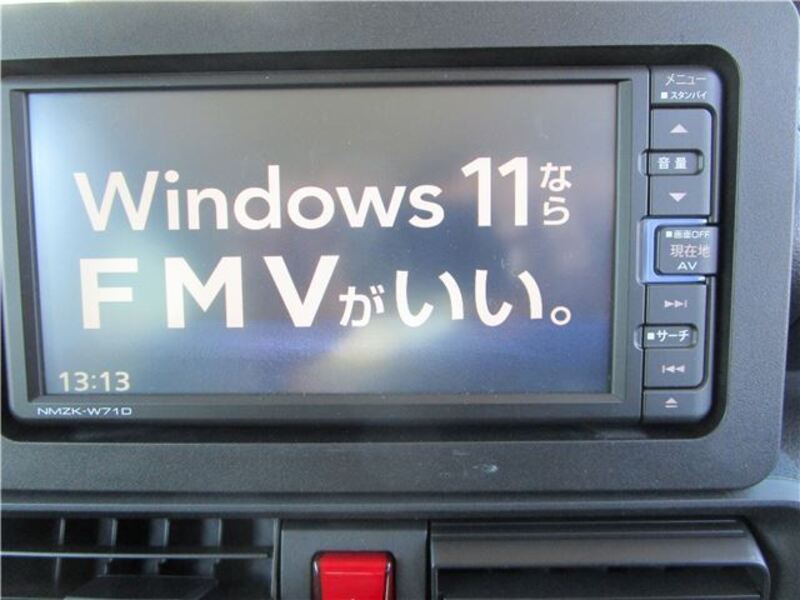 Windows 11なら
FMVがいい。
13:13
NMZK-W71D
メニュー
■ スタンバイ
音量
■画面OFF
現在地
AV
■サーチ